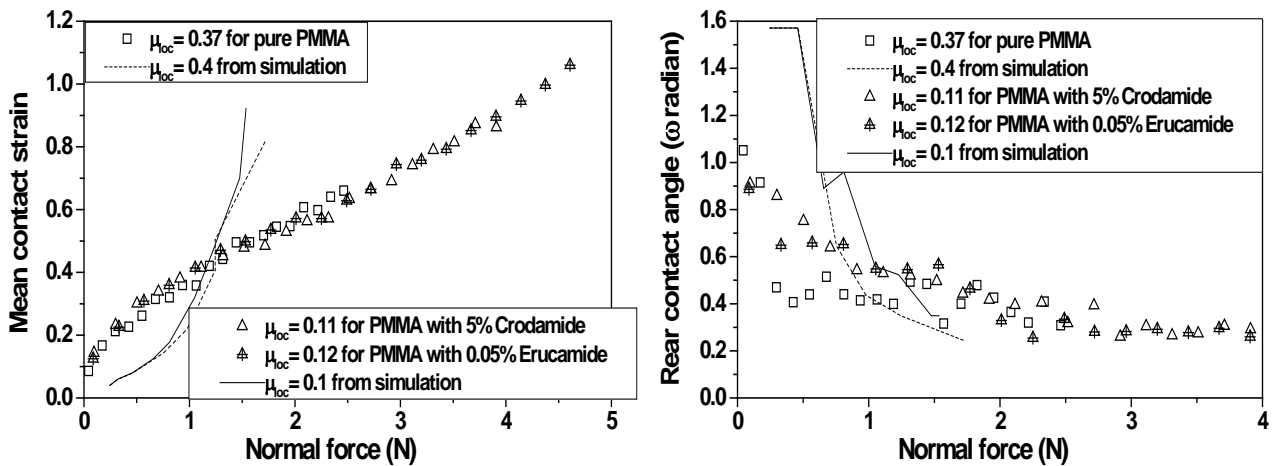 1.2
1.0
0.8
0.6
0.4
0.2
0.0
Mean contact strain
μloc= 0.37 for pure PMMA
μloc= 0.4 from simulation
μloc= 0.11 for PMMA with 5% Crodamide
μloc= 0.12 for PMMA with 0.05% Erucamide
μloc= 0.1 from simulation
0 1 2 3 4 5
Normal force (N)
1.6
1.4
1.2
1.0
0.8
0.6
0.4
0.2
0.0
Rear contact angle (ω radian)
μloc= 0.37 for pure PMMA
μloc= 0.4 from simulation
μloc= 0.11 for PMMA with 5% Crodamide
μloc= 0.12 for PMMA with 0.05% Erucamide
μloc= 0.1 from simulation
0 1 2 3 4
Normal force (N)